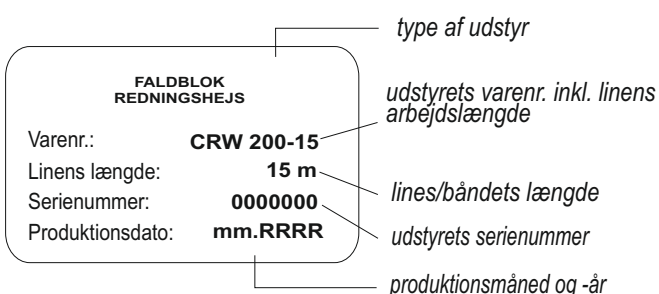 type af udstyr
FALDBLOK
REDNINGSHEJS
udstyrets varenr. inkl. linens
arbejdslængde
Varenr.: CRW 200-15
Linens længde: 15 m
lines/båndets længde
Serienummer: 0000000
udstyrets serienummer
Produktionsdato: mm.RRRR
produktionsmåned og -år